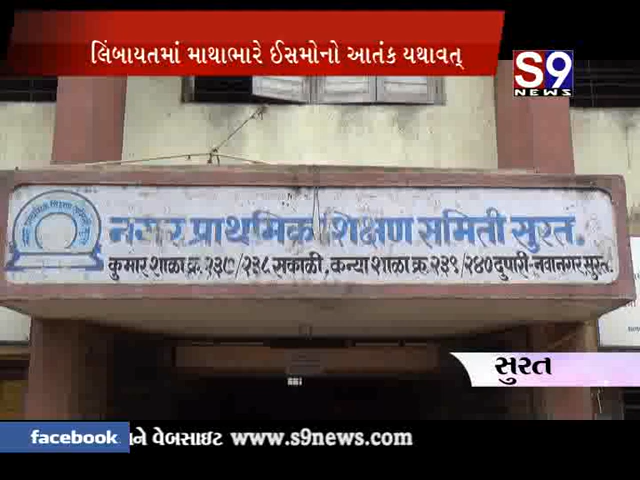 લિંબાયતમાં માથાભારે ઈસમોનો આતંક યથાવત્
S9
NEWS
નગર પ્રાથમિક શિક્ષણ સમિતી સુરત.
કુમાર શાળા ક્ર. ૨૩૭/૨૩૮ સકાળી, કન્યા શાળા ક્ર ૨૩૯/૨૪૦ દુપારી-નવાનગર, સુરત.
સુરત
facebook ને વેબસાઇટ www.s9news.com